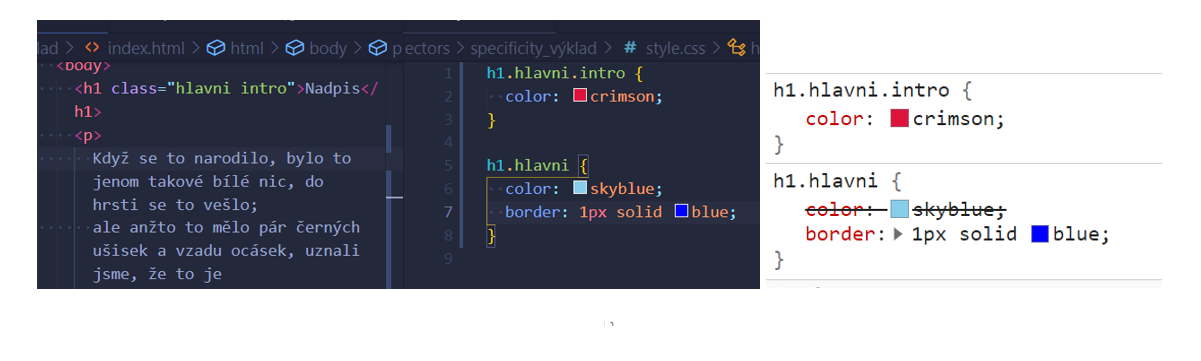 lad > <> index.html > html > body > p
<body>
<h1 class="hlavni intro">Nadpis</
h1>
<p>
Když se to narodilo, bylo to
jenom takové bílé nic, do
hrsti se to vešlo;
ale anžto to mělo pár černých
ušisek a vzadu ocásek, uznali
jsme, že to je
ectors > specificity_výklad > # style.css > h
1 h1.hlavni.intro {
2 color: crimson;
3 }
4
5 h1.hlavni {
6 color: skyblue;
7 border: 1px solid blue;
8 }
9
h1.hlavni.intro {
color: crimson;
}
h1.hlavni {
color: skyblue;
border: 1px solid blue;
}